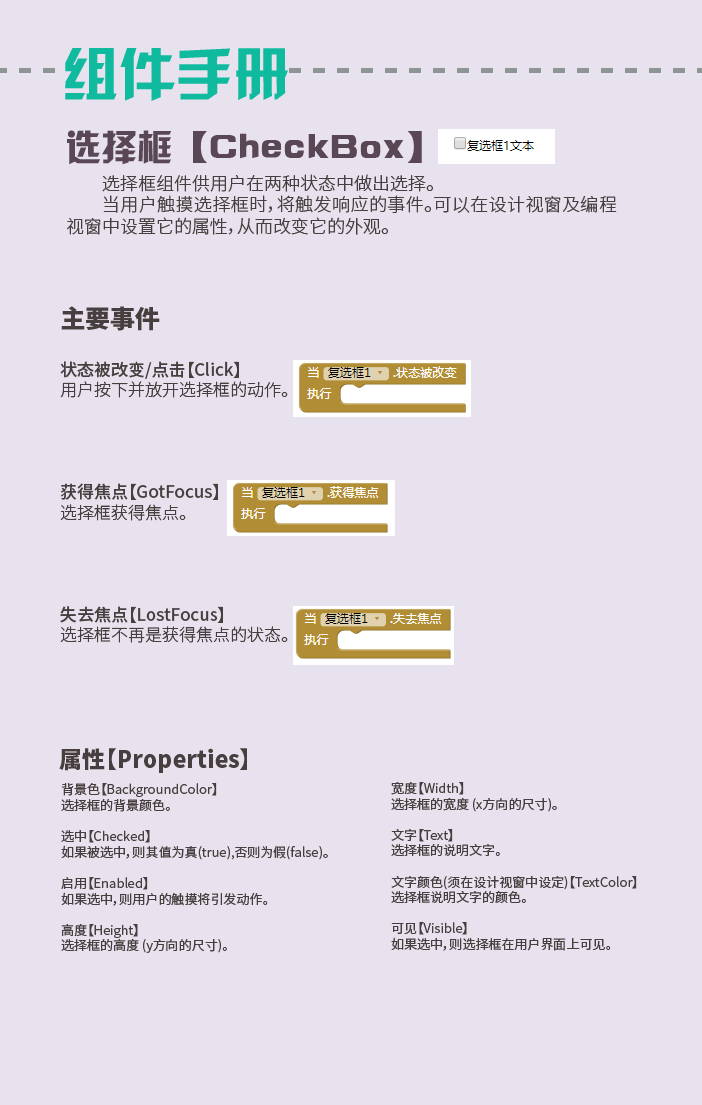 组件手册
选择框【CheckBox】
复选框1文本
选择框组件供用户在两种状态中做出选择。
当用户触摸选择框时，将触发响应的事件。可以在设计视窗及编程
视窗中设置它的属性，从而改变它的外观。
主要事件
状态被改变/点击【Click】
用户按下并放开选择框的动作。
当 复选框1 .状态被改变
执行
获得焦点【GotFocus】
选择框获得焦点。
当 复选框1 .获得焦点
执行
失去焦点【LostFocus】
选择框不再是获得焦点的状态。
当 复选框1 .失去焦点
执行
属性【Properties】
背景色【BackgroundColor】
选择框的背景颜色。
选中【Checked】
如果被选中，则其值为真(true),否则为假(false)。
启用【Enabled】
如果选中，则用户的触摸将引发动作。
高度【Height】
选择框的高度 (y方向的尺寸)。
宽度【Width】
选择框的宽度 (x方向的尺寸)。
文字【Text】
选择框的说明文字。
文字颜色(须在设计视窗中设定)【TextColor】
选择框说明文字的颜色。
可见【Visible】
如果选中，则选择框在用户界面上可见。